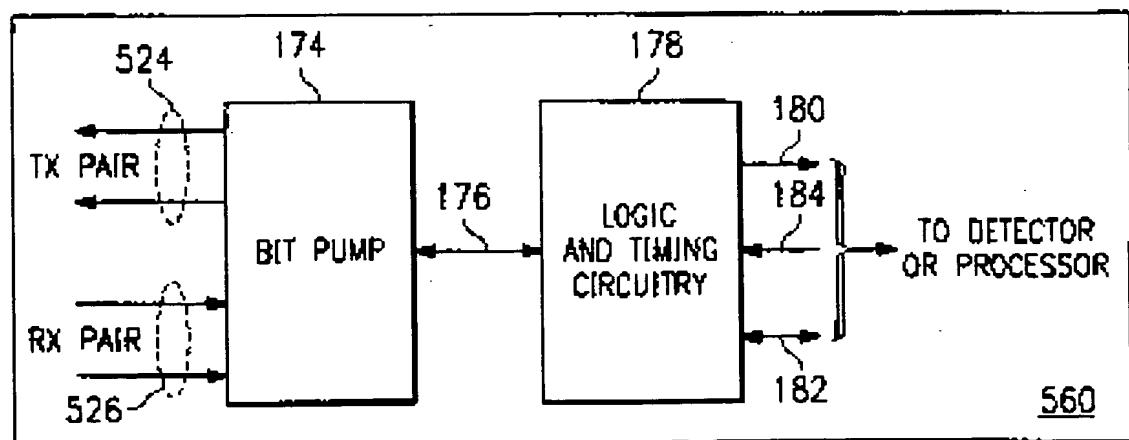 524
174
178
180
TX PAIR
176
184
BIT PUMP
LOGIC
AND TIMING
CIRCUITRY
TO DETECTOR
OR PROCESSOR
RX PAIR
526
182
560